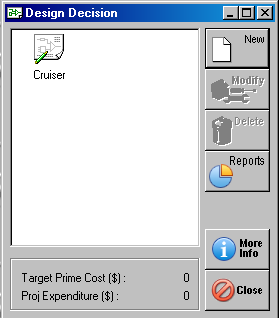 Design Decision
Cruiser
New
Modify
Delete
Reports
More
Info
Close
Target Prime Cost ($) : 0
Proj Expenditure ($) : 0